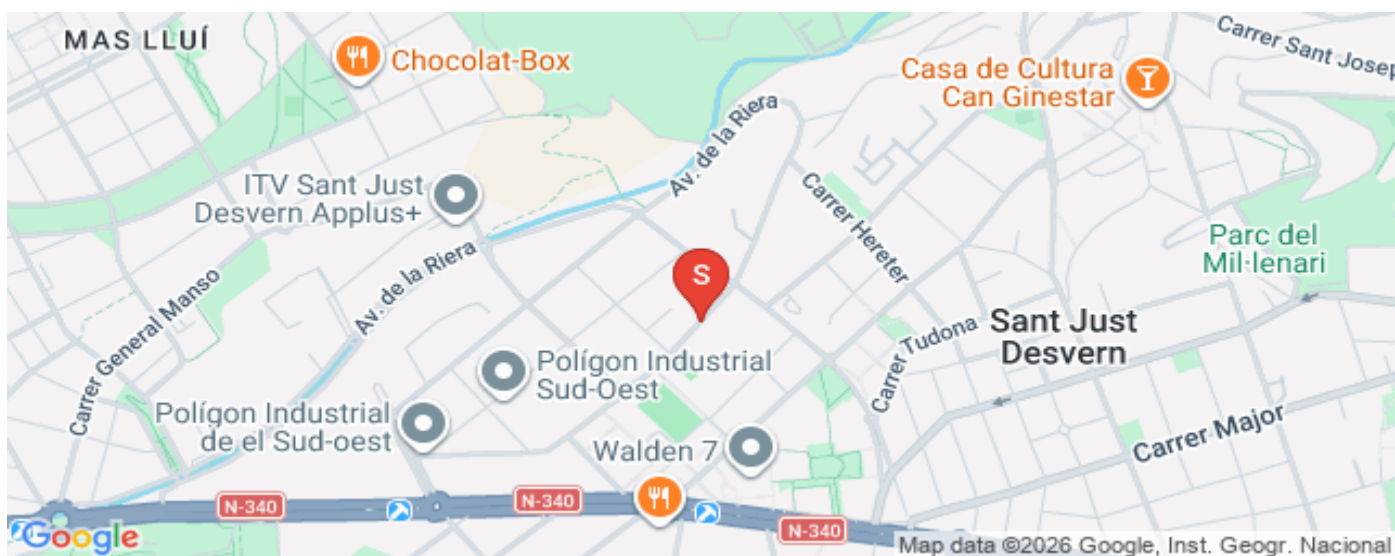 MAS LLUÍ
Chocolat-Box
Casa de Cultura
Can Ginestar
Carrer Sant Josep
ITV Sant Just
Desvern Applus+
Av. de la Riera
Av. de la Riera
Carrer Hereter
Parc del
Mil·lenari
Carrer General Manso
S
Sant Just
Desvern
Carrer Tudona
Polígon Industrial
Sud-Oest
Polígon Industrial
de el Sud-oest
Walden 7
Carrer Major
N-340
N-340
N-340
Google
Map data ©2026 Google, Inst. Geogr. Nacional